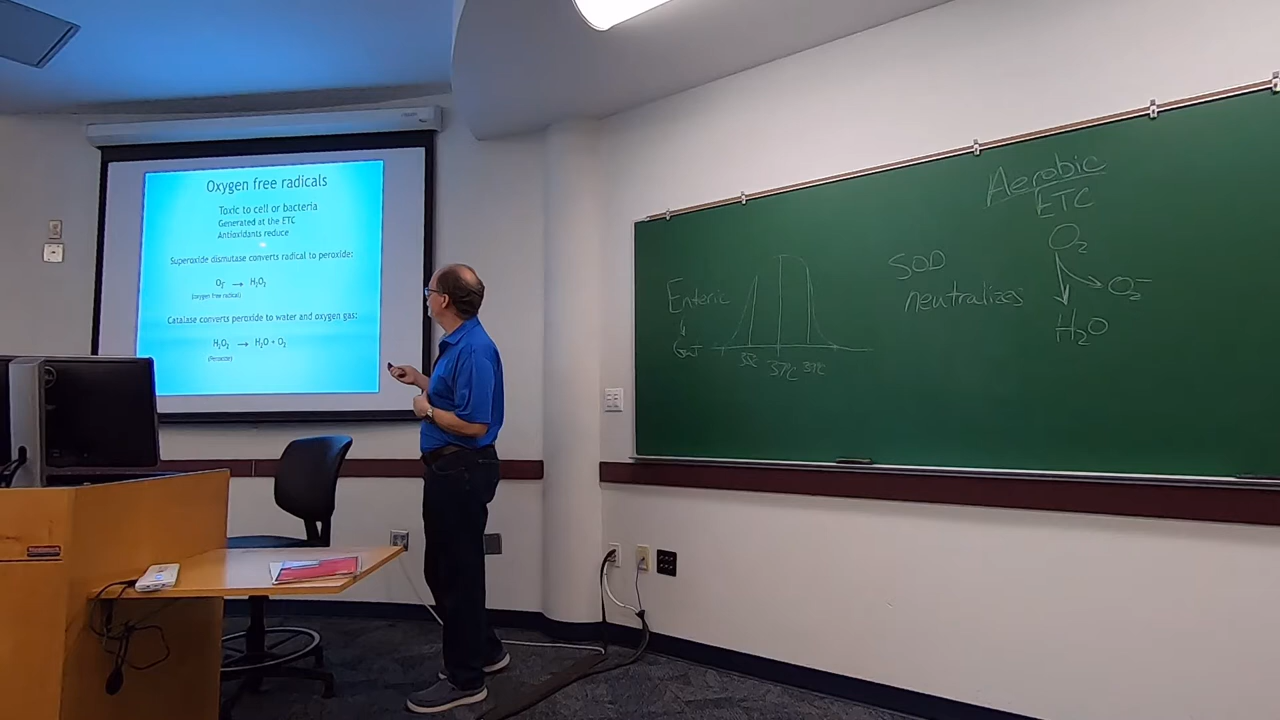 Oxygen free radicals
Toxic to cell or bacteria
Generated at the ETC
Antioxidants reduce
Superoxide dismutase converts radical to peroxide:
O₂⁻ → H₂O₂
(oxygen free radical)
Catalase converts peroxide to water and oxygen gas:
H₂O₂ → H₂O + O₂
(Peroxide)
Enteric
Gut
37C
39C
SOD
neutralizes
Aerobic
ETC
O₂
O₂⁻
H₂O
DELL